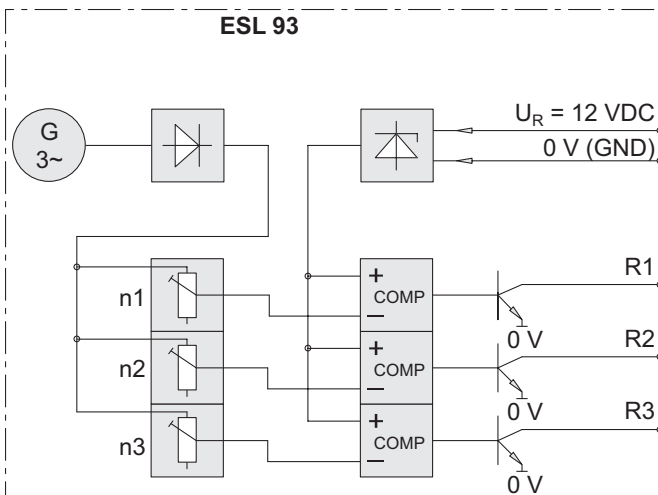 ESL 93
G
3~
U_R = 12 VDC
0 V (GND)
n1
+
COMP
−
R1
0 V
n2
+
COMP
−
R2
0 V
n3
+
COMP
−
R3
0 V